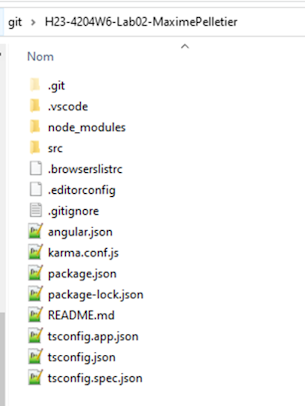 git > H23-4204W6-Lab02-MaximePelletier
Nom
.git
.vscode
node_modules
src
.browserslistrc
.editorconfig
.gitignore
angular.json
karma.conf.js
package.json
package-lock.json
README.md
tsconfig.app.json
tsconfig.json
tsconfig.spec.json